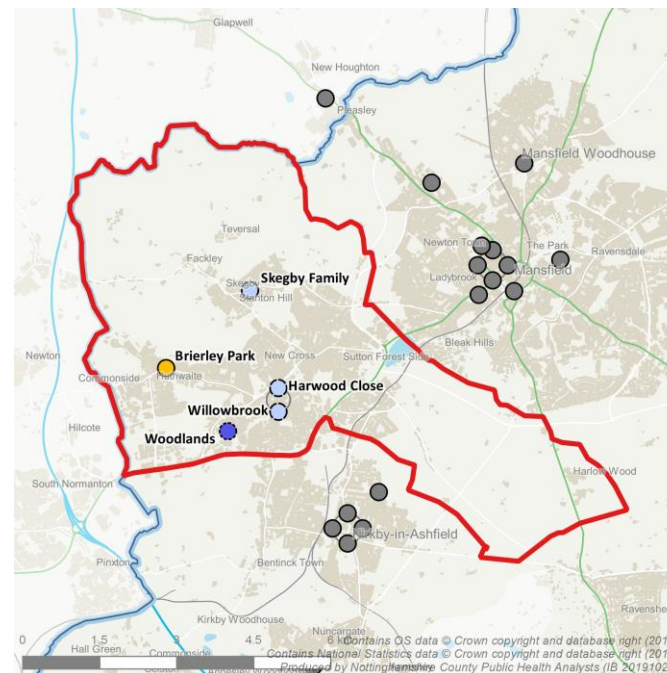 Glapwell
New Houghton
Pleasley
Mansfield Woodhouse
Teversal
Newton Town
The Park
Ravensdale
Fackley
Ladybrook
Mansfield
Skegby
Skegby Family
Stanton Hill
Bleak Hills
Newton
Brierley Park
New Cross
Sutton Forest Side
Commonside
Huthwaite
Harwood Close
Hilcote
Willowbrook
Woodlands
Harlow Wood
South Normanton
Kirkby-in-Ashfield
Pinxton
Bentinck Town
Kirkby Woodhouse
Ravenshe
Nuncargate
0 1.5 3 4.5 6 km
Hall Green
Commonside
Contains OS data © Crown copyright and database right (201
Contains National Statistics data © Crown copyright and database right (201
Produced by Nottinghamshire County Public Health Analysts (IB 2019102